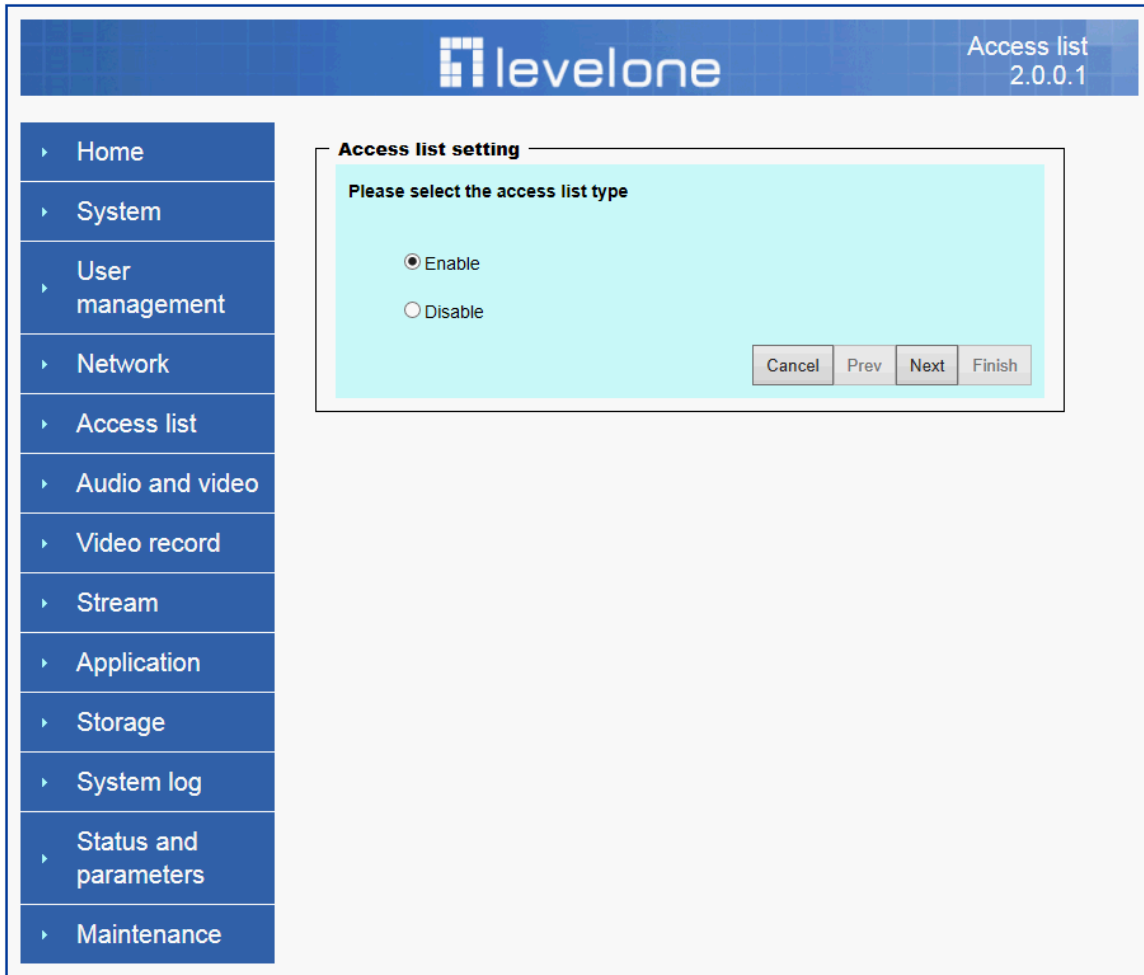 levelone
Access list
2.0.0.1
Home
System
User
management
Network
Access list
Audio and video
Video record
Stream
Application
Storage
System log
Status and
parameters
Maintenance
Access list setting
Please select the access list type
Enable
Disable
Cancel Prev Next Finish